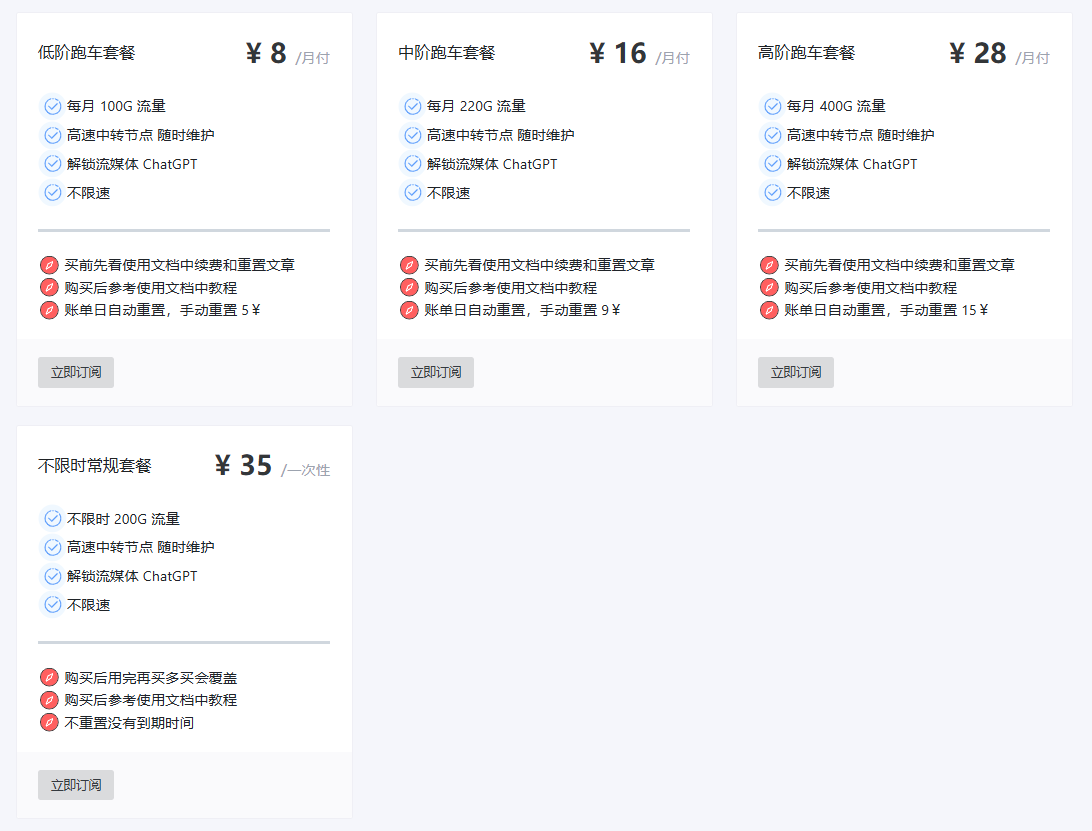 低阶跑车套餐
¥ 8 /月付
每月 100G 流量
高速中转节点 随时维护
解锁流媒体 ChatGPT
不限速
买前先看使用文档中续费和重置文章
购买后参考使用文档中教程
账单日自动重置，手动重置 5￥
立即订阅
中阶跑车套餐
¥ 16 /月付
每月 220G 流量
高速中转节点 随时维护
解锁流媒体 ChatGPT
不限速
买前先看使用文档中续费和重置文章
购买后参考使用文档中教程
账单日自动重置，手动重置 9￥
立即订阅
高阶跑车套餐
¥ 28 /月付
每月 400G 流量
高速中转节点 随时维护
解锁流媒体 ChatGPT
不限速
买前先看使用文档中续费和重置文章
购买后参考使用文档中教程
账单日自动重置，手动重置 15￥
立即订阅
不限时常规套餐
¥ 35 /一次性
不限时 200G 流量
高速中转节点 随时维护
解锁流媒体 ChatGPT
不限速
购买后用完再买多买会覆盖
购买后参考使用文档中教程
不重置没有到期时间
立即订阅